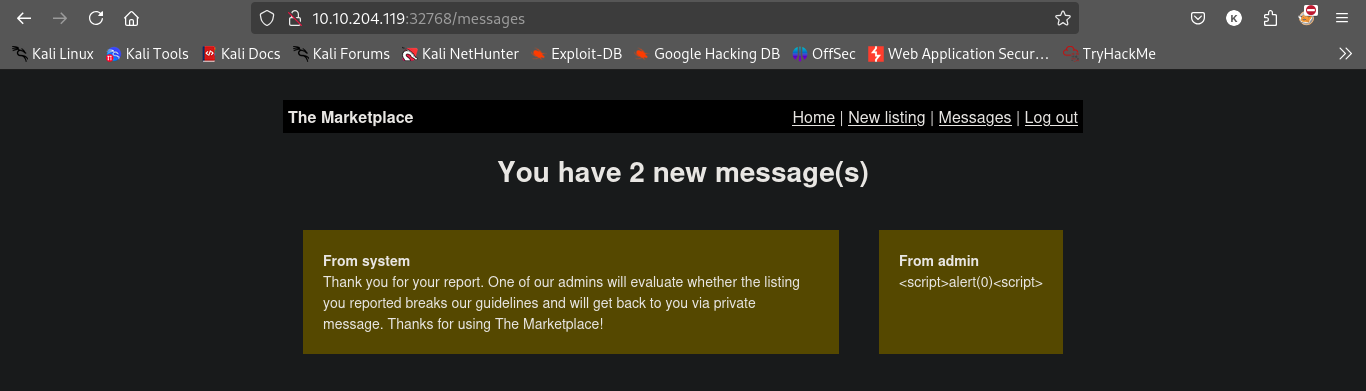 10.10.204.119:32768/messages
K
Kali Linux Kali Tools Kali Docs Kali Forums Kali NetHunter Exploit-DB Google Hacking DB OffSec Web Application Secur… TryHackMe
The Marketplace Home | New listing | Messages | Log out
You have 2 new message(s)
From system
Thank you for your report. One of our admins will evaluate whether the listing
you reported breaks our guidelines and will get back to you via private
message. Thanks for using The Marketplace!
From admin
<script>alert(0)<script>